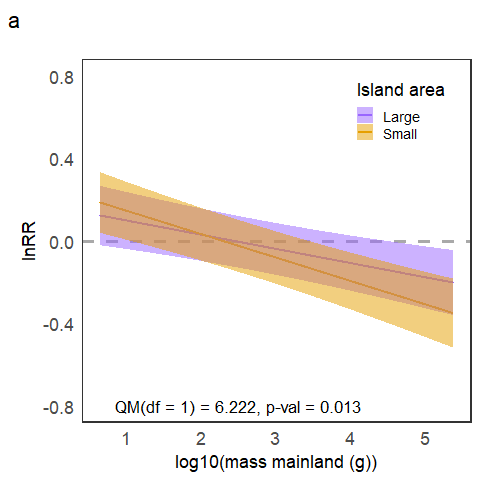 a
Island area
Large
Small
0.8
0.4
0.0
-0.4
-0.8
lnRR
QM(df = 1) = 6.222, p-val = 0.013
1 2 3 4 5
log10(mass mainland (g))